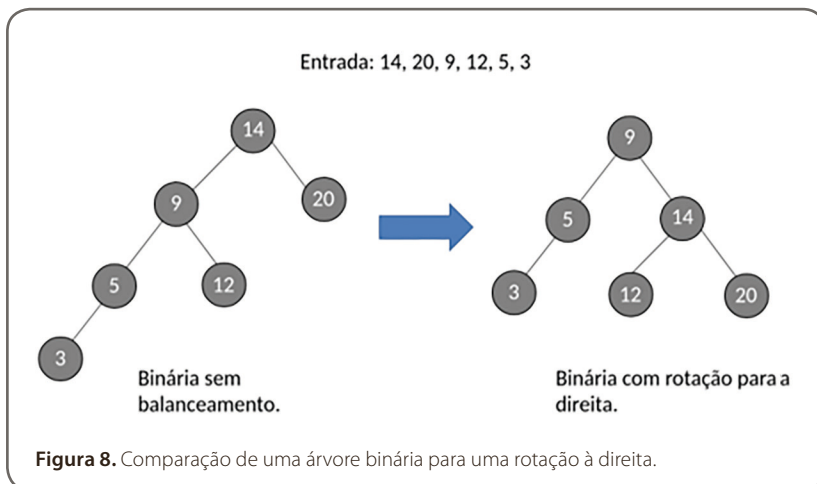 Entrada: 14, 20, 9, 12, 5, 3
14
9
20
5
12
3
Binária sem
balanceamento.
9
5
14
3
12
20
Binária com rotação para a
direita.
Figura 8. Comparação de uma árvore binária para uma rotação à direita.